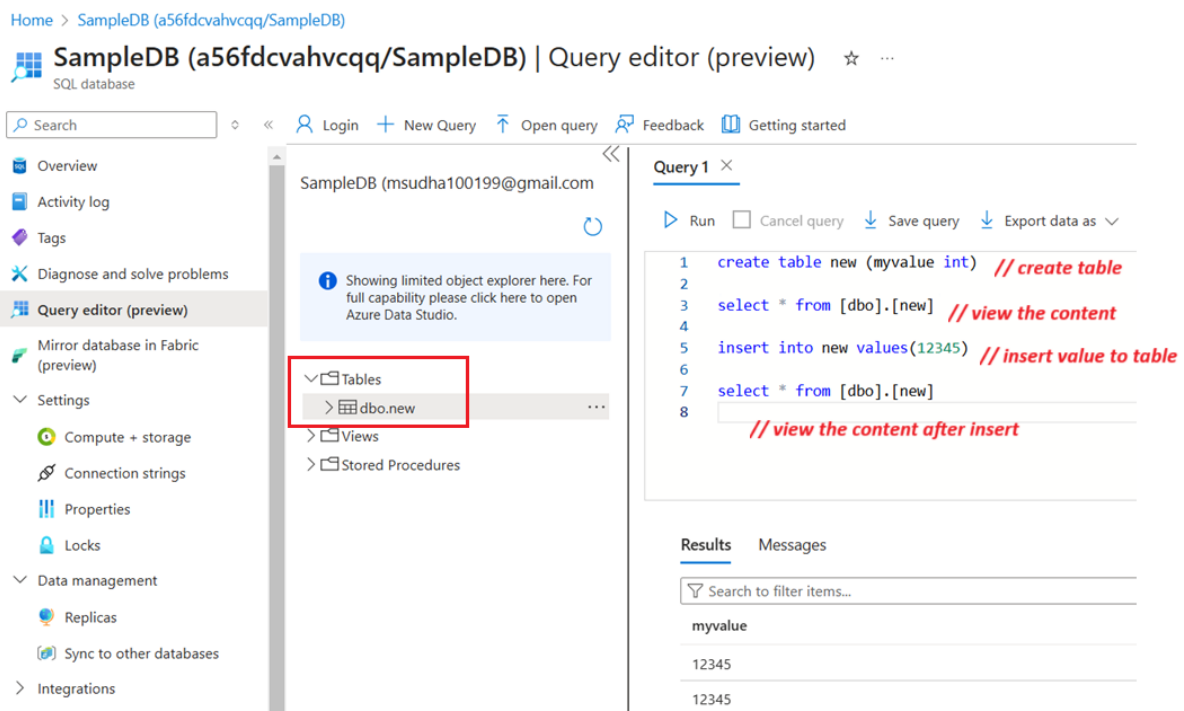 Home > SampleDB (a56fdcvahvcqq/SampleDB)
SampleDB (a56fdcvahvcqq/SampleDB) | Query editor (preview)
SQL database
Search
Login
New Query
Open query
Feedback
Getting started
Overview
Activity log
Tags
Diagnose and solve problems
Query editor (preview)
Mirror database in Fabric
(preview)
Settings
Compute + storage
Connection strings
Properties
Locks
Data management
Replicas
Sync to other databases
Integrations
SampleDB (msudha100199@gmail.com
Showing limited object explorer here. For
full capability please click here to open
Azure Data Studio.
Tables
dbo.new
Views
Stored Procedures
Query 1
Run
Cancel query
Save query
Export data as
1 create table new (myvalue int) // create table
2
3 select * from [dbo].[new] // view the content
4
5 insert into new values(12345) // insert value to table
6
7 select * from [dbo].[new]
8
// view the content after insert
Results
Messages
Search to filter items...
myvalue
12345
12345